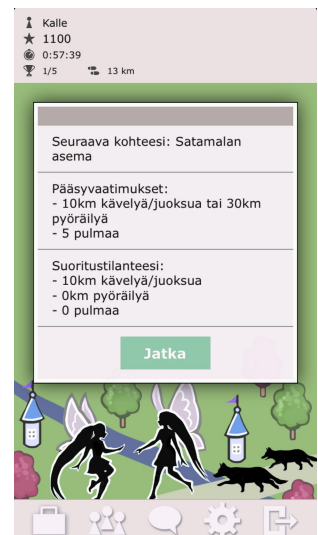 Kalle
1100
0:57:39
1/5 13 km
Seuraava kohteesi: Satamalan
asema
Pääsyvaatimukset:
- 10km kävelyä/juoksua tai 30km
pyöräilyä
- 5 pulmaa
Suoritustilanteesi:
- 10km kävelyä/juoksua
- 0km pyöräilyä
- 0 pulmaa
Jatka